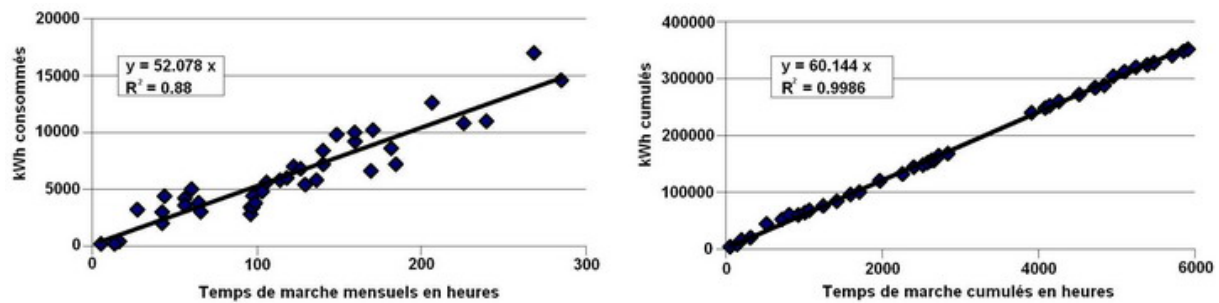 20000
15000
10000
5000
0
kWh consommés
y = 52.078 x
R² = 0.88
0 100 200 300
Temps de marche mensuels en heures
400000
300000
200000
100000
0
kWh cumulés
y = 60.144 x
R² = 0.9986
0 2000 4000 6000
Temps de marche cumulés en heures